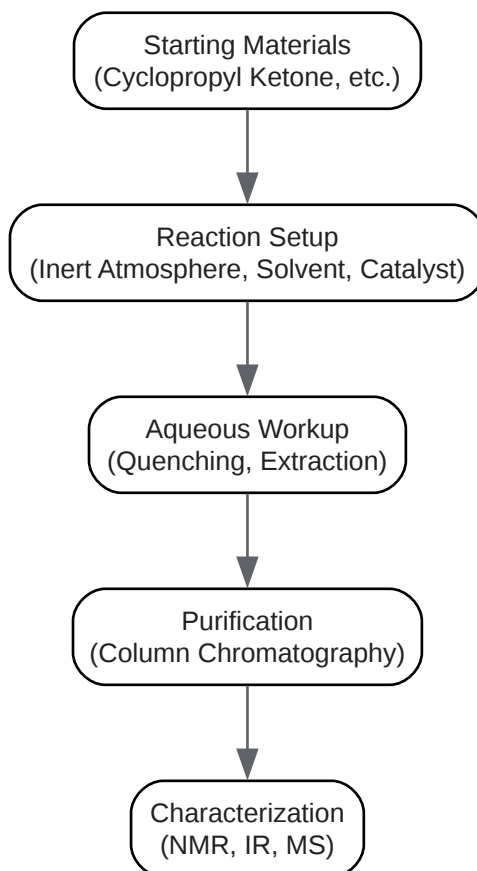 Starting Materials
(Cyclopropyl Ketone, etc.)
Reaction Setup
(Inert Atmosphere, Solvent, Catalyst)
Aqueous Workup
(Quenching, Extraction)
Purification
(Column Chromatography)
Characterization
(NMR, IR, MS)